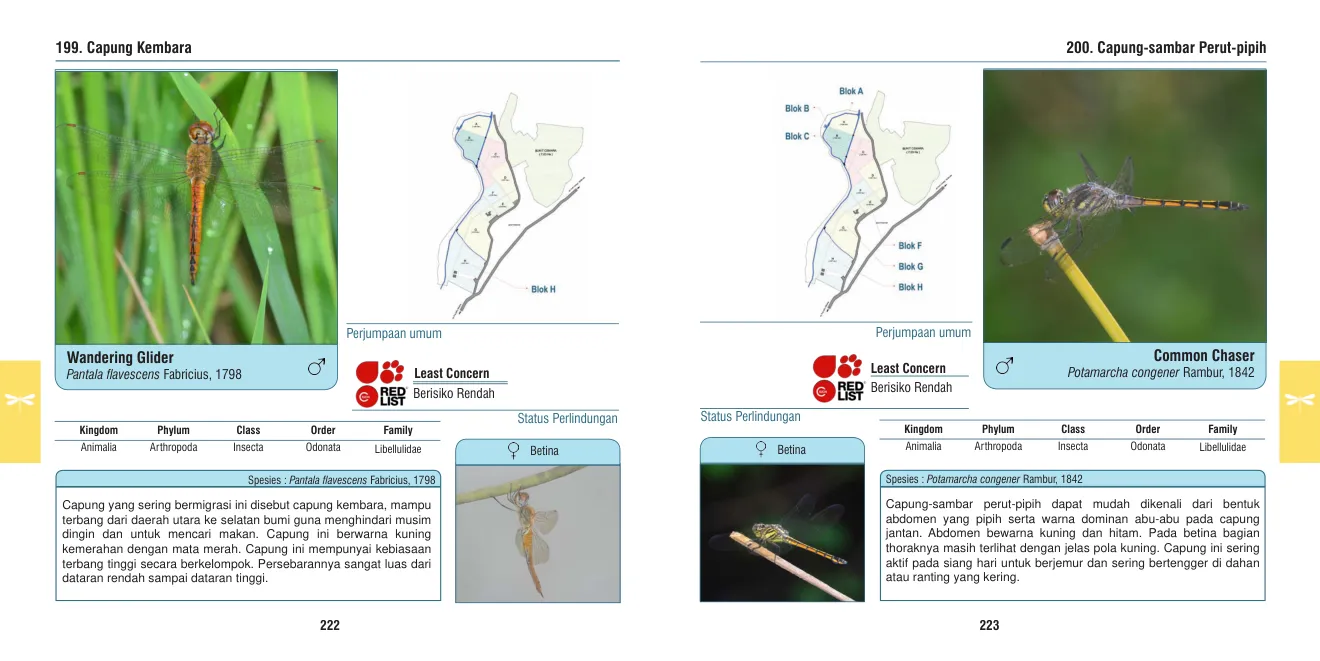 199. Capung Kembara
Blok H
Perjumpaan umum
Wandering Glider
Pantala flavescens Fabricius, 1798
♂
RED
LIST
Least Concern
Berisiko Rendah
Status Perlindungan
Kingdom Phylum Class Order Family
Animalia Arthropoda Insecta Odonata Libellulidae
♀ Betina
Spesies : Pantala flavescens Fabricius, 1798
Capung yang sering bermigrasi ini disebut capung kembara, mampu
terbang dari daerah utara ke selatan bumi guna menghindari musim
dingin dan untuk mencari makan. Capung ini berwarna kuning
kemerahan dengan mata merah. Capung ini mempunyai kebiasaan
terbang tinggi secara berkelompok. Persebarannya sangat luas dari
dataran rendah sampai dataran tinggi.
222
200. Capung-sambar Perut-pipih
Blok A
Blok B
Blok C
Blok F
Blok G
Blok H
Perjumpaan umum
♂
Common Chaser
Potamarcha congener Rambur, 1842
RED
LIST
Least Concern
Berisiko Rendah
Status Perlindungan
Kingdom Phylum Class Order Family
Animalia Arthropoda Insecta Odonata Libellulidae
♀ Betina
Spesies : Potamarcha congener Rambur, 1842
Capung-sambar perut-pipih dapat mudah dikenali dari bentuk
abdomen yang pipih serta warna dominan abu-abu pada capung
jantan. Abdomen bewarna kuning dan hitam. Pada betina bagian
thoraknya masih terlihat dengan jelas pola kuning. Capung ini sering
aktif pada siang hari untuk berjemur dan sering bertengger di dahan
atau ranting yang kering.
223